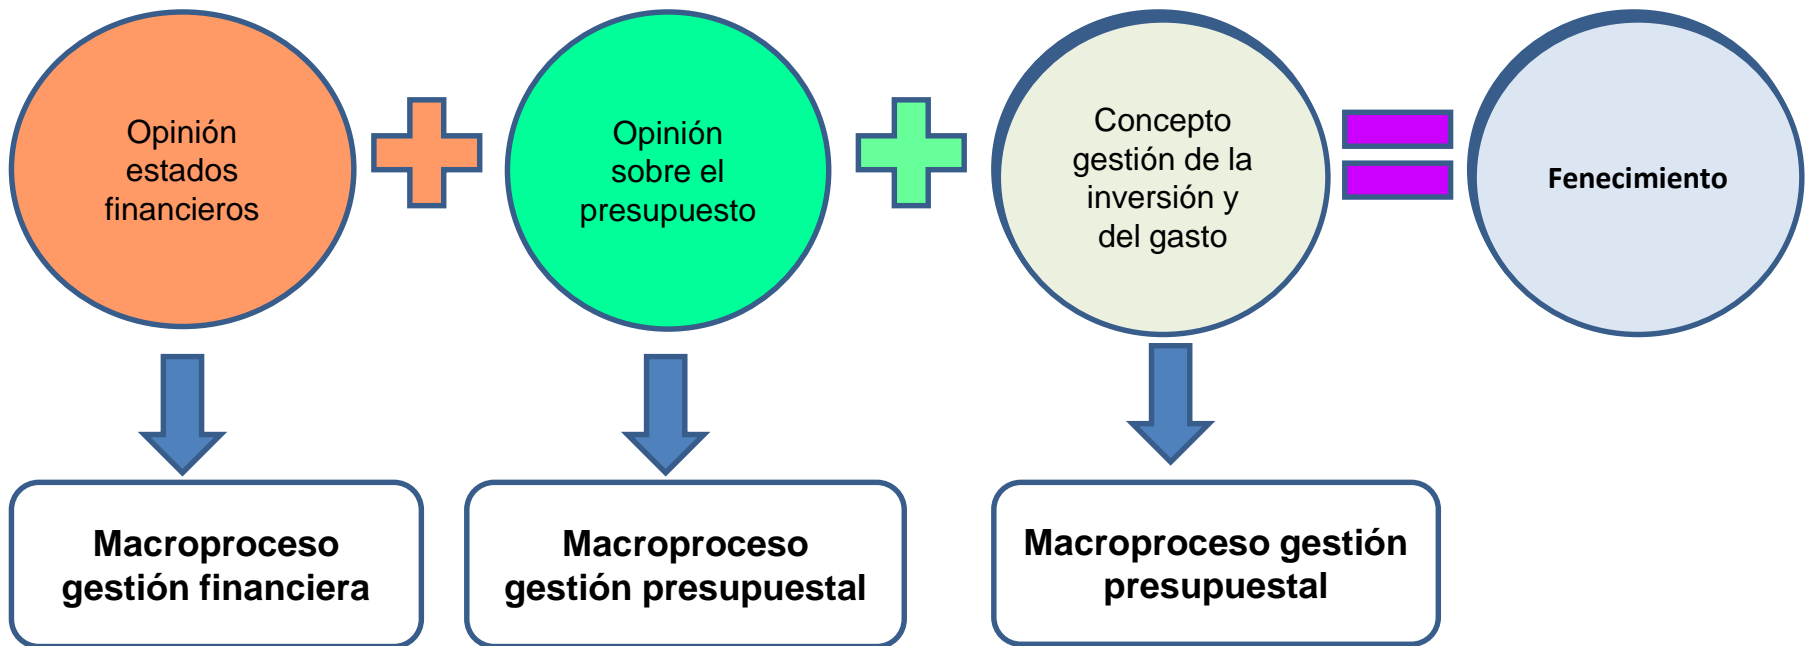 Opinión
estados
financieros
Opinión
sobre el
presupuesto
Concepto
gestión de la
inversión y
del gasto
Fenecimiento
Macroproceso
gestión financiera
Macroproceso
gestión presupuestal
Macroproceso gestión
presupuestal